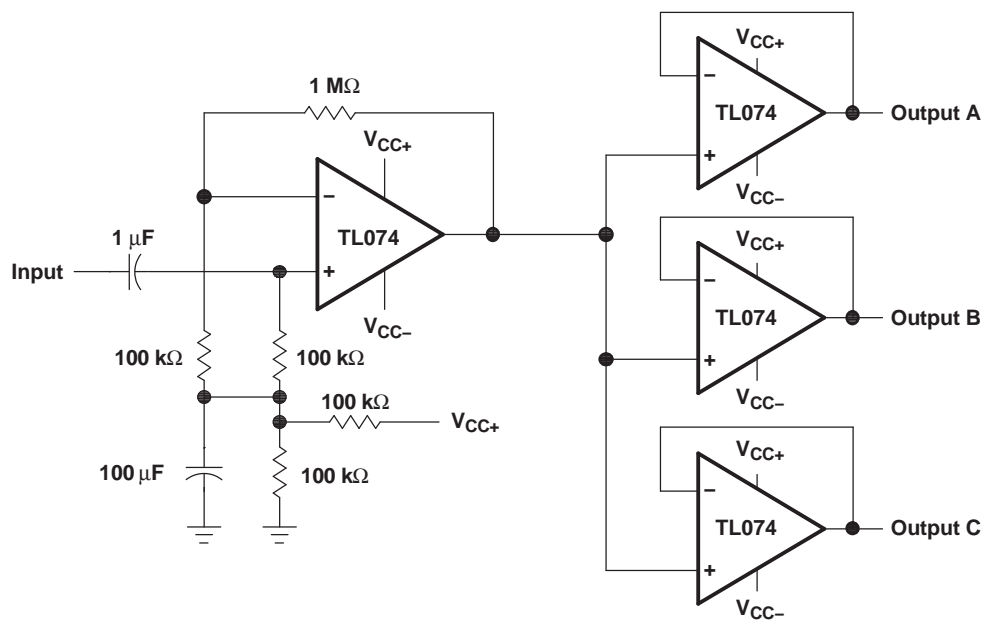 1 MΩ
VCC+
−
TL074
+
VCC−
1 μF
Input
100 kΩ
100 kΩ
100 kΩ
VCC+
100 μF
100 kΩ
VCC+
−
TL074
+
VCC−
Output A
VCC+
−
TL074
+
VCC−
Output B
VCC+
−
TL074
+
VCC−
Output C